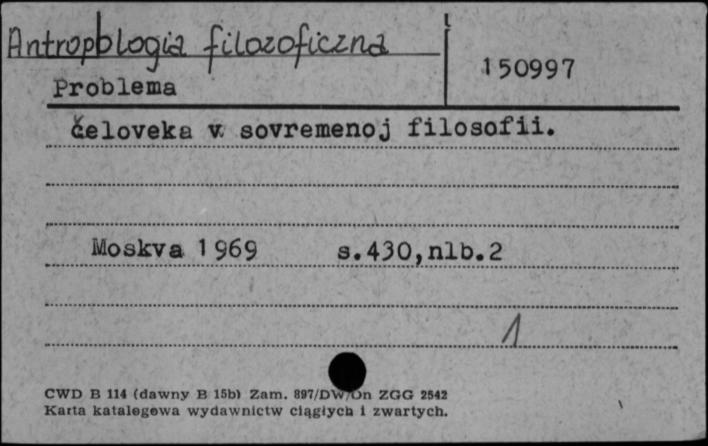 Antropologia filozoficzna
150997
Problema
čeloveka v sovremenoj filosofii.
Moskva 1969 s.430,nlb.2
1
CWD B 114 (dawny B 15b) Zam. 897/DW/On ZGG 2542
Karta katalogowa wydawnictw ciągłych i zwartych.